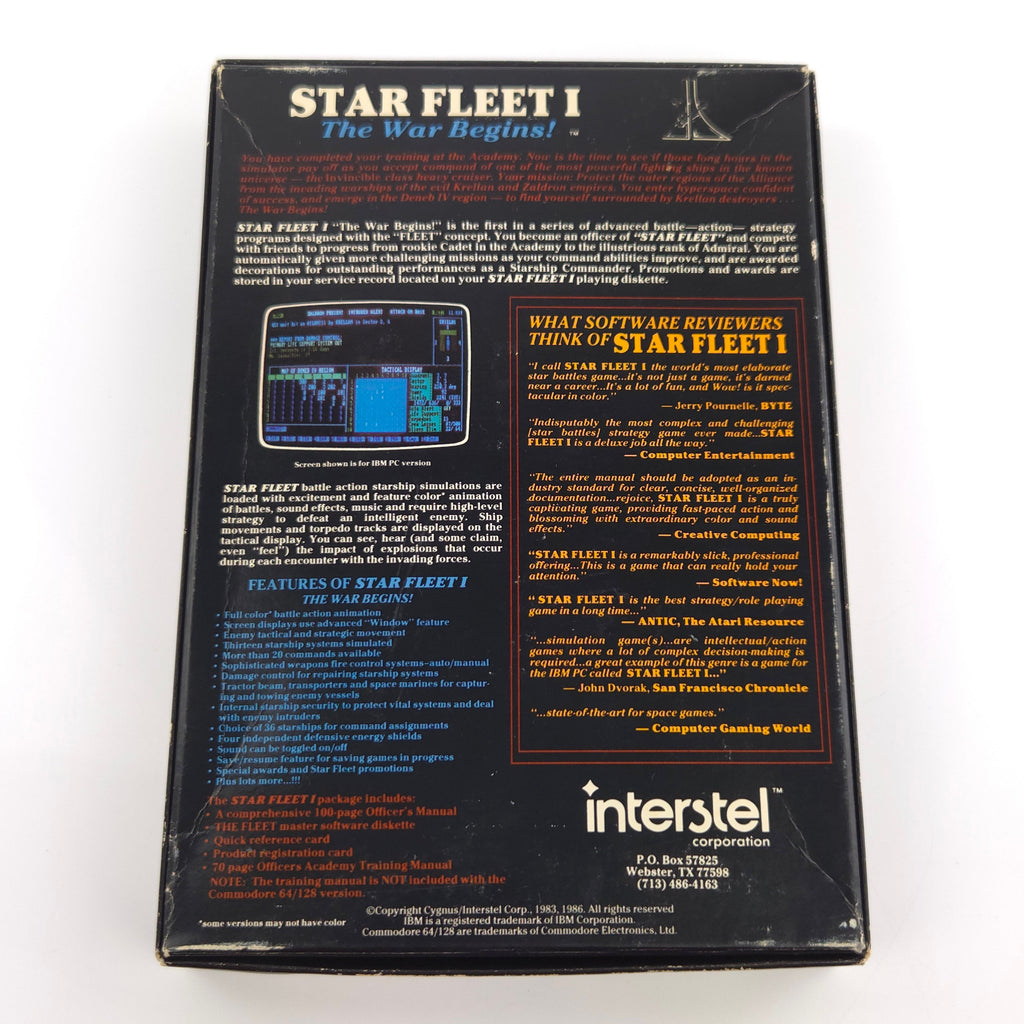 STAR FLEET I
The War Begins! ™
You have completed your training at the Academy. Now is the time to see if those long hours in the
simulator pay off as you accept command of one of the most powerful fighting ships in the known
universe — the invincible class heavy cruiser. Your mission: Protect the outer regions of the Alliance
from the invading warships of the evil Krellan and Zaldron empires. You enter hyperspace confident
of success, and emerge in the Deneb IV region — to find yourself surrounded by Krellan destroyers . . .
The War Begins!
STAR FLEET I "The War Begins!" is the first in a series of advanced battle—action— strategy
programs designed with the "FLEET" concept. You become an officer of "STAR FLEET" and compete
with friends to progress from rookie Cadet in the Academy to the illustrious rank of Admiral. You are
automatically given more challenging missions as your command abilities improve, and are awarded
decorations for outstanding performances as a Starship Commander. Promotions and awards are
stored in your service record located on your STAR FLEET I playing diskette.
TACTICAL DISPLAY
Screen shown is for IBM PC version
STAR FLEET battle action starship simulations are
loaded with excitement and feature color* animation
of battles, sound effects, music and require high-level
strategy to defeat an intelligent enemy. Ship
movements and torpedo tracks are displayed on the
tactical display. You can see, hear (and some claim,
even "feel") the impact of explosions that occur
during each encounter with the invading forces.
FEATURES OF STAR FLEET I
THE WAR BEGINS!
• Full color* battle action animation
• Screen displays use advanced "Window" feature
• Enemy tactical and strategic movement
• Thirteen starship systems simulated
• More than 20 commands available
• Sophisticated weapons fire control systems-auto/manual
• Damage control for repairing starship systems
• Tractor beam, transporters and space marines for captur-
ing and towing enemy vessels
• Internal starship security to protect vital systems and deal
with enemy intruders
• Choice of 36 starships for command assignments
• Four independent defensive energy shields
• Sound can be toggled on/off
• Save/resume feature for saving games in progress
• Special awards and Star Fleet promotions
• Plus lots more...!!!
The STAR FLEET I package includes:
• A comprehensive 100-page Officer's Manual
• THE FLEET master software diskette
• Quick reference card
• Product registration card
• 70 page Officers Academy Training Manual
NOTE: The training manual is NOT included with the
Commodore 64/128 version.
*some versions may not have color
WHAT SOFTWARE REVIEWERS
THINK OF STAR FLEET I
"I call STAR FLEET I the world's most elaborate
star battles game...it's not just a game, it's darned
near a career...It's a lot of fun, and Wow! is it spec-
tacular in color."
— Jerry Pournelle, BYTE
"Indisputably the most complex and challenging
[star battles] strategy game ever made...STAR
FLEET I is a deluxe job all the way."
— Computer Entertainment
"The entire manual should be adopted as an in-
dustry standard for clear, concise, well-organized
documentation...rejoice, STAR FLEET I is a truly
captivating game, providing fast-paced action and
blossoming with extraordinary color and sound
effects."
— Creative Computing
"STAR FLEET I is a remarkably slick, professional
offering...This is a game that can really hold your
attention."
— Software Now!
" STAR FLEET I is the best strategy/role playing
game in a long time..."
— ANTIC, The Atari Resource
"...simulation game(s)...are intellectual/action
games where a lot of complex decision-making is
required...a great example of this genre is a game for
the IBM PC called STAR FLEET I..."
— John Dvorak, San Francisco Chronicle
"...state-of-the-art for space games."
— Computer Gaming World
interstel™
corporation
P.O. Box 57825
Webster, TX 77598
(713) 486-4163
©Copyright Cygnus/Interstel Corp., 1983, 1986. All rights reserved
IBM is a registered trademark of IBM Corporation.
Commodore 64/128 are trademarks of Commodore Electronics, Ltd.